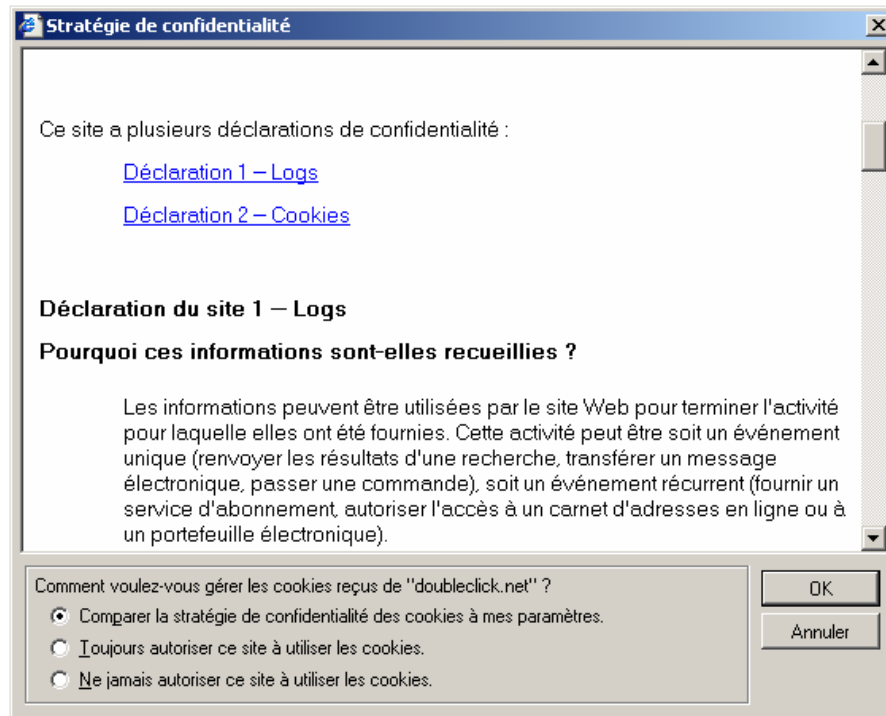 Stratégie de confidentialité
Ce site a plusieurs déclarations de confidentialité :
Déclaration 1 – Logs
Déclaration 2 – Cookies
Déclaration du site 1 – Logs
Pourquoi ces informations sont-elles recueillies ?
Les informations peuvent être utilisées par le site Web pour terminer l'activité
pour laquelle elles ont été fournies. Cette activité peut être soit un événement
unique (renvoyer les résultats d'une recherche, transférer un message
électronique, passer une commande), soit un événement récurrent (fournir un
service d'abonnement, autoriser l'accès à un carnet d'adresses en ligne ou à
un portefeuille électronique).
Comment voulez-vous gérer les cookies reçus de "doubleclick.net" ?
Comparer la stratégie de confidentialité des cookies à mes paramètres.
Toujours autoriser ce site à utiliser les cookies.
Ne jamais autoriser ce site à utiliser les cookies.
OK
Annuler